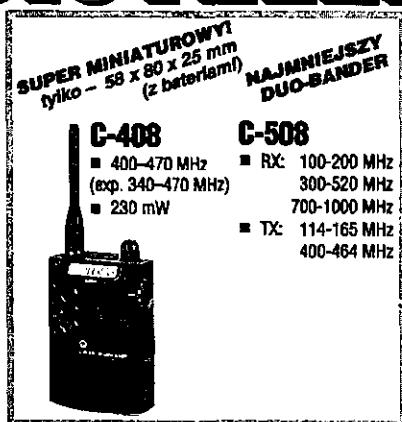 SUPER MINIATUROWY!
tylko – 58 x 80 x 25 mm
(z bateriami)
NAJMNIEJSZY
DUO-BANDER
C-408
■ 400–470 MHz
(exp. 340–470 MHz)
■ 230 mW
C-508
■ RX: 100-200 MHz
300-520 MHz
700-1000 MHz
■ TX: 114-165 MHz
400-464 MHz